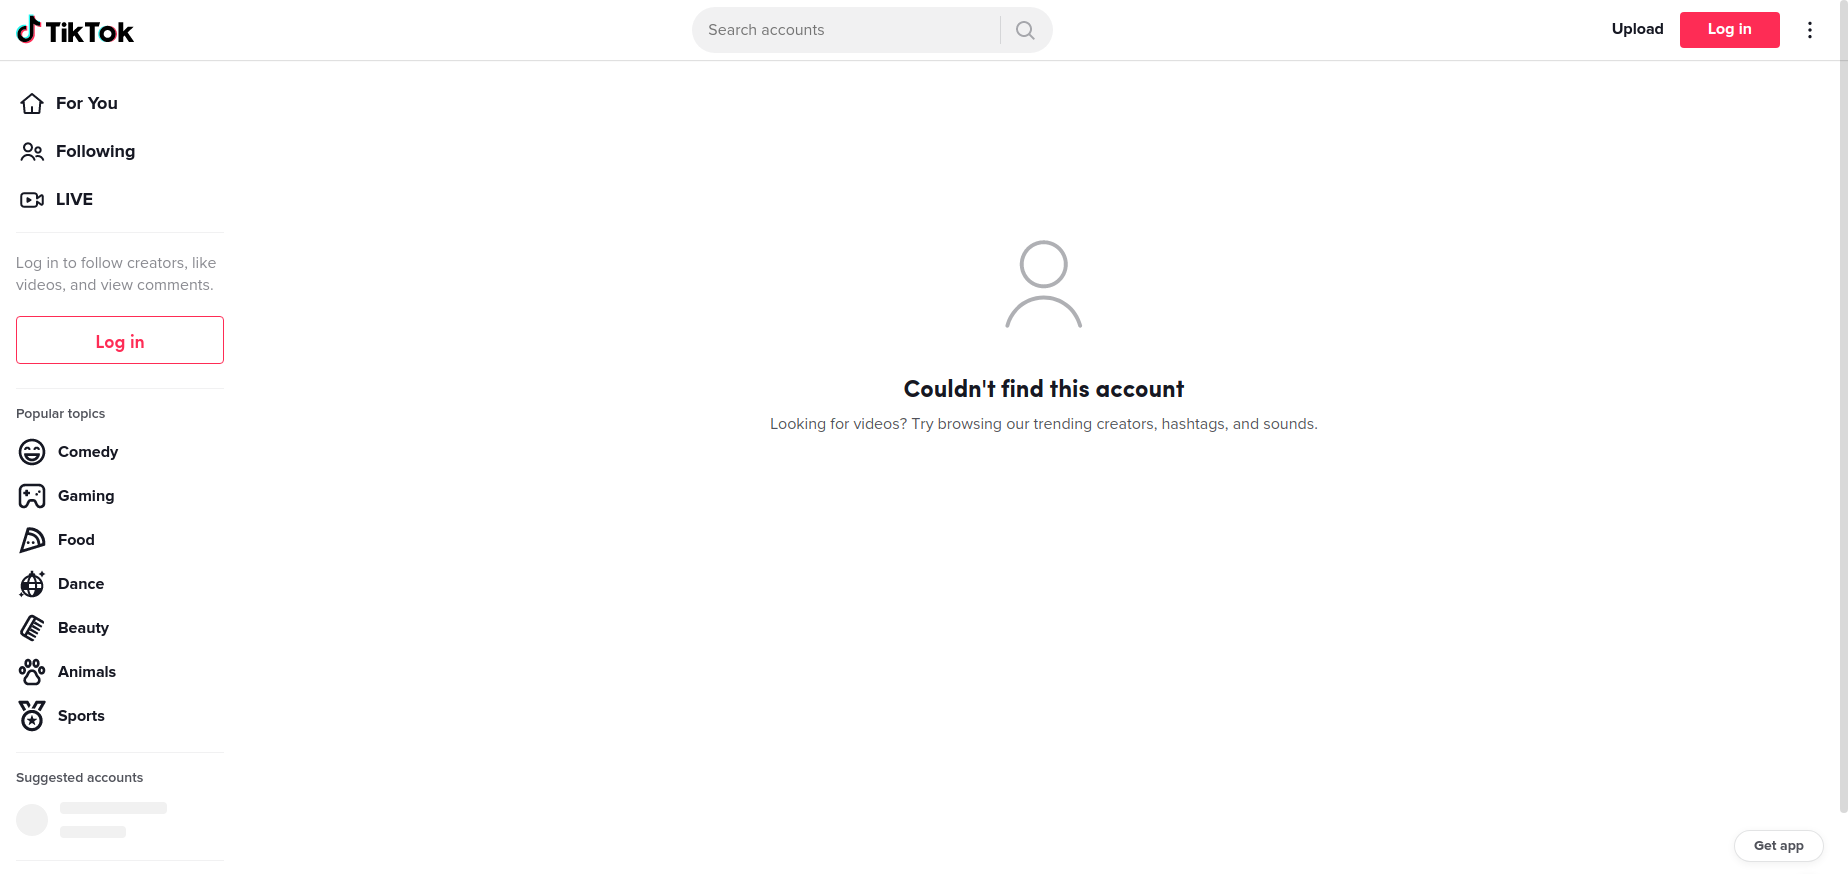 TikTok
Search accounts
Upload
Log in
For You
Following
LIVE
Log in to follow creators, like
videos, and view comments.
Log in
Popular topics
Comedy
Gaming
Food
Dance
Beauty
Animals
Sports
Suggested accounts
Couldn't find this account
Looking for videos? Try browsing our trending creators, hashtags, and sounds.
Get app